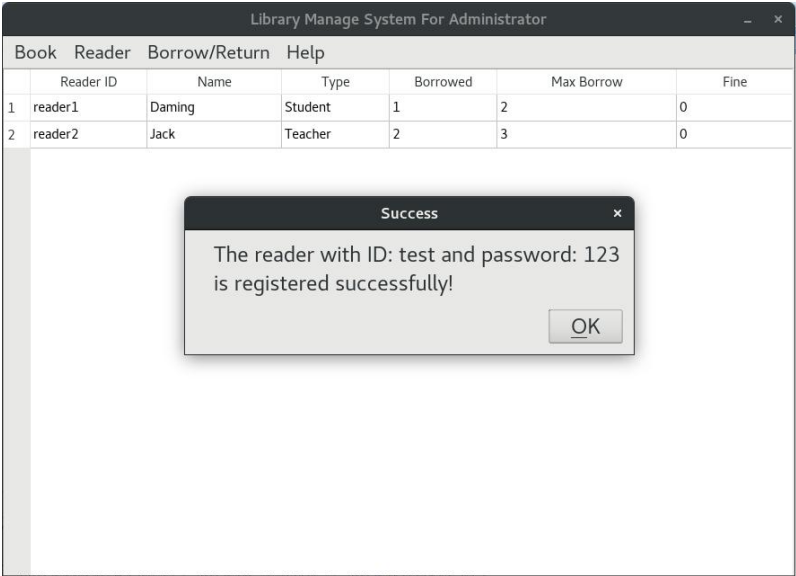 Library Manage System For Administrator
Book Reader Borrow/Return Help
Reader ID Name Type Borrowed Max Borrow Fine
1 reader1 Daming Student 1 2 0
2 reader2 Jack Teacher 2 3 0
Success
The reader with ID: test and password: 123
is registered successfully!
OK